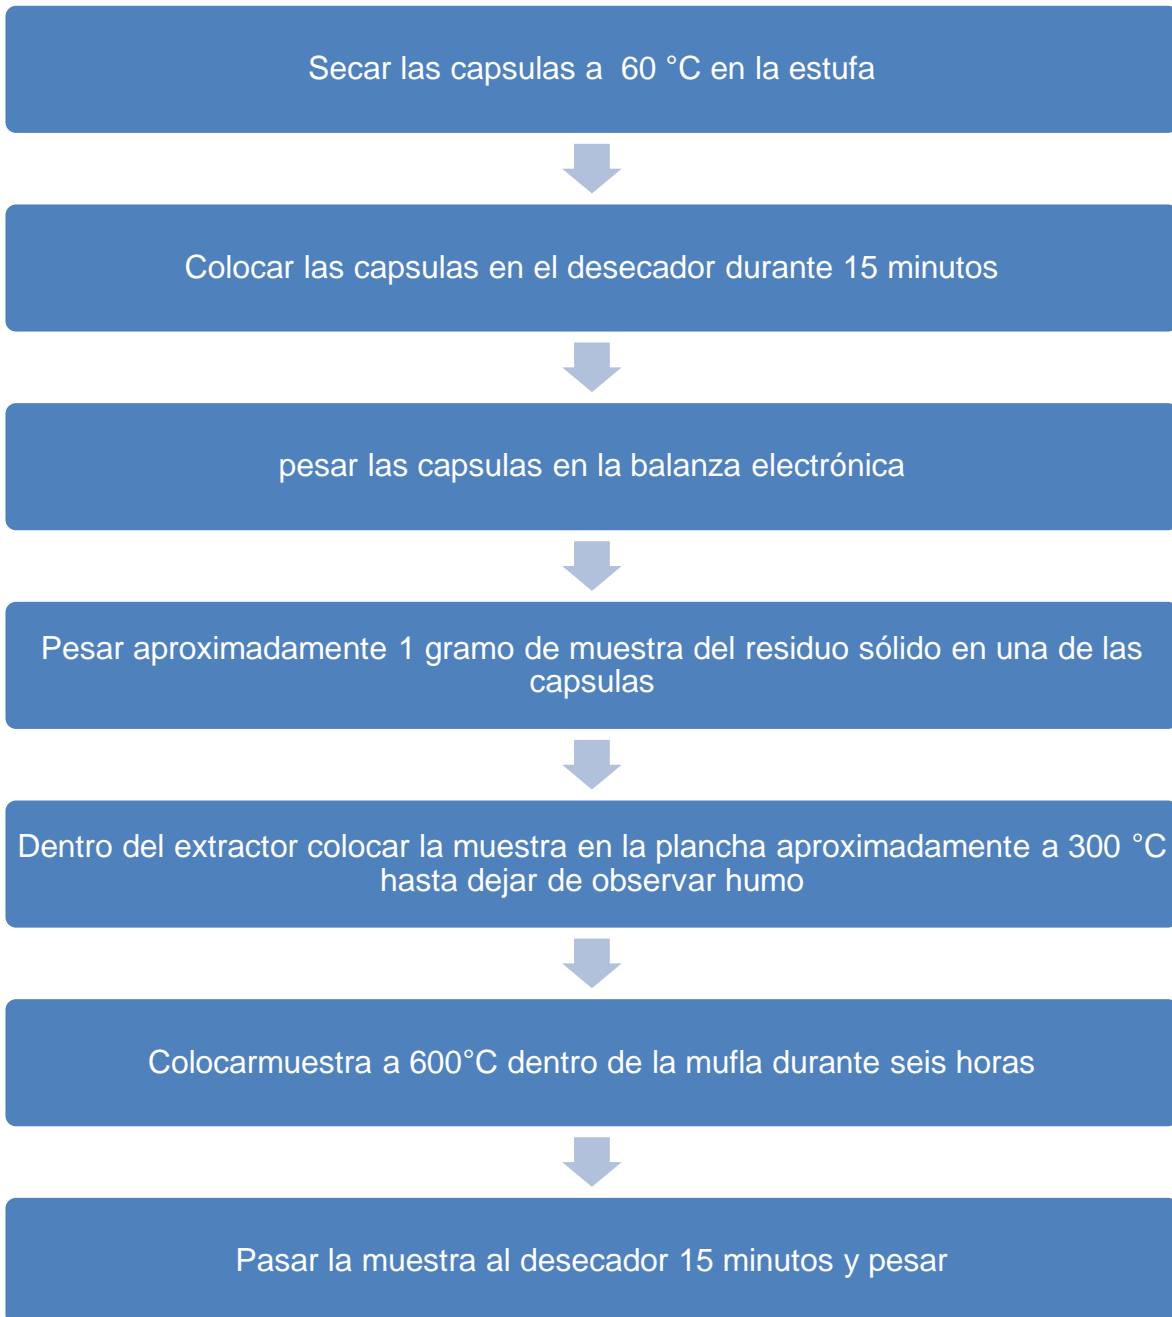 Secar las capsulas a  60 °C en la estufa
Colocar las capsulas en el desecador durante 15 minutos
pesar las capsulas en la balanza electrónica
Pesar aproximadamente 1 gramo de muestra del residuo sólido en una de las
capsulas
Dentro del extractor colocar la muestra en la plancha aproximadamente a 300 °C
hasta dejar de observar humo
Colocarmuestra a 600°C dentro de la mufla durante seis horas
Pasar la muestra al desecador 15 minutos y pesar